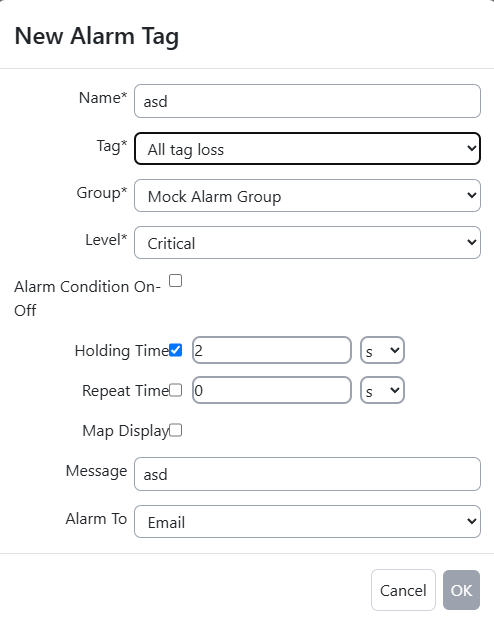 New Alarm Tag
Name* asd
Tag* All tag loss
Group* Mock Alarm Group
Level* Critical
Alarm Condition On-
Off
Holding Time 2 s
Repeat Time 0 s
Map Display
Message asd
Alarm To Email
Cancel OK